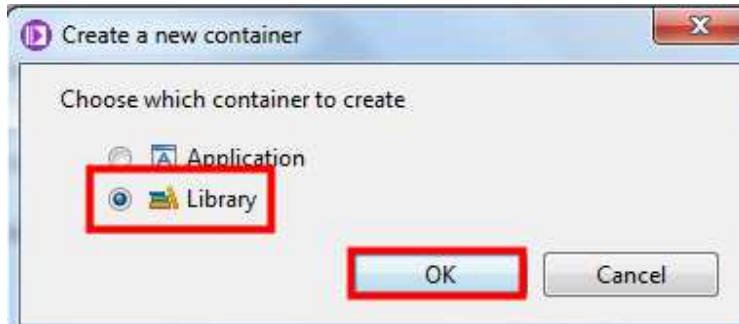 Create a new container
Choose which container to create
Application
Library
OK
Cancel